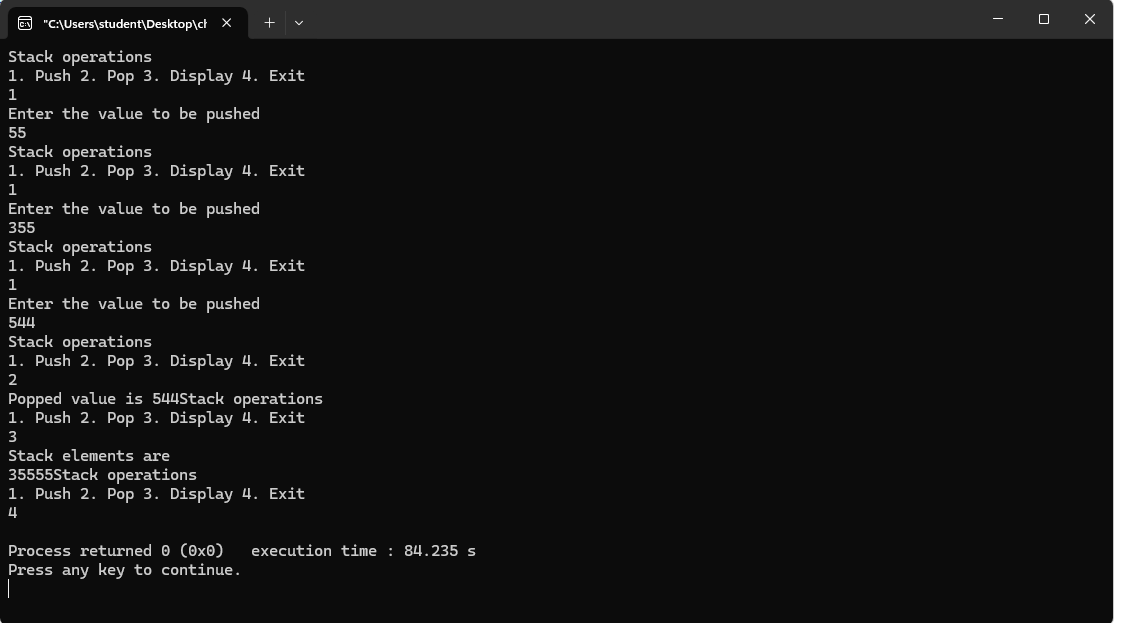 "C:\Users\student\Desktop\cl
Stack operations
1. Push 2. Pop 3. Display 4. Exit
1
Enter the value to be pushed
55
Stack operations
1. Push 2. Pop 3. Display 4. Exit
1
Enter the value to be pushed
355
Stack operations
1. Push 2. Pop 3. Display 4. Exit
1
Enter the value to be pushed
544
Stack operations
1. Push 2. Pop 3. Display 4. Exit
2
Popped value is 544Stack operations
1. Push 2. Pop 3. Display 4. Exit
3
Stack elements are
35555Stack operations
1. Push 2. Pop 3. Display 4. Exit
4
Process returned 0 (0x0)   execution time : 84.235 s
Press any key to continue.